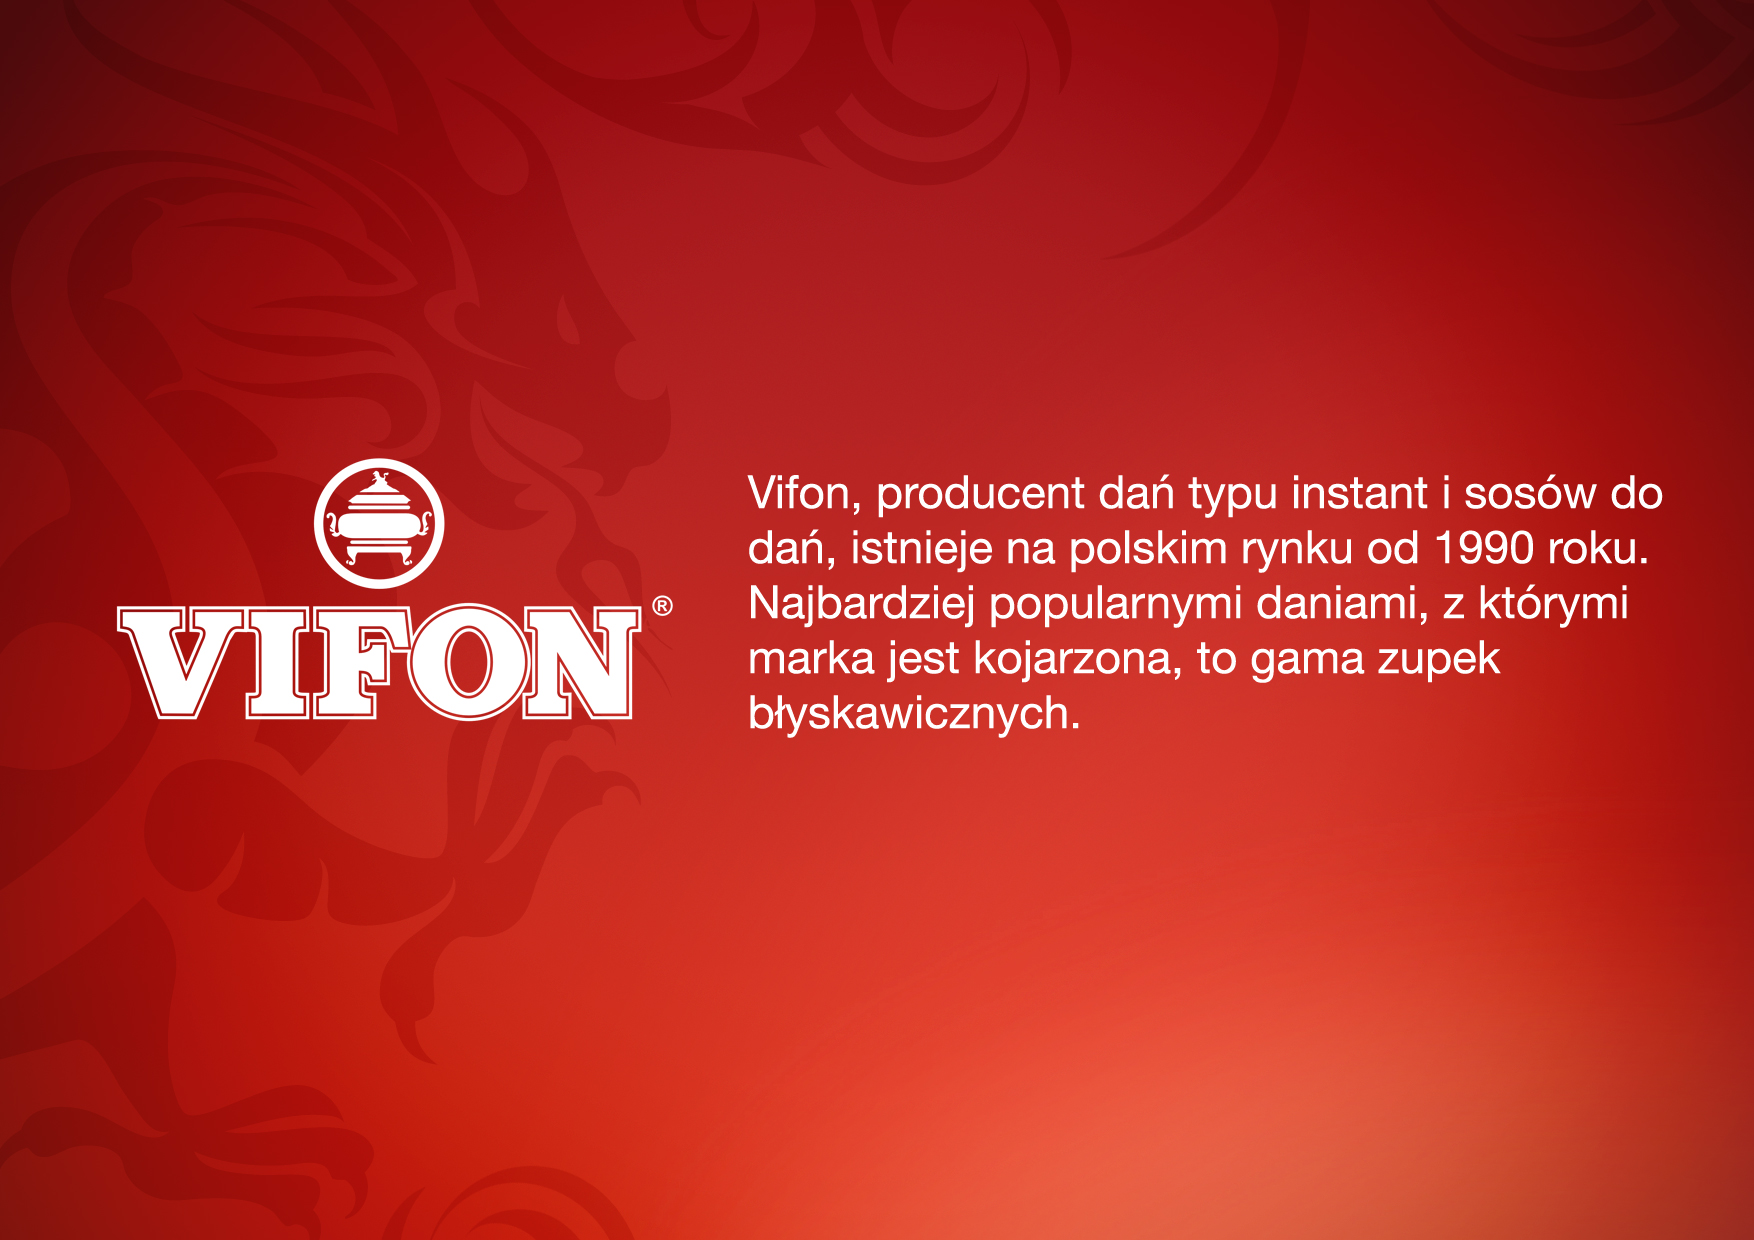 VIFON®
Vifon, producent dań typu instant i sosów do
dań, istnieje na polskim rynku od 1990 roku.
Najbardziej popularnymi daniami, z którymi
marka jest kojarzona, to gama zupek
błyskawicznych.